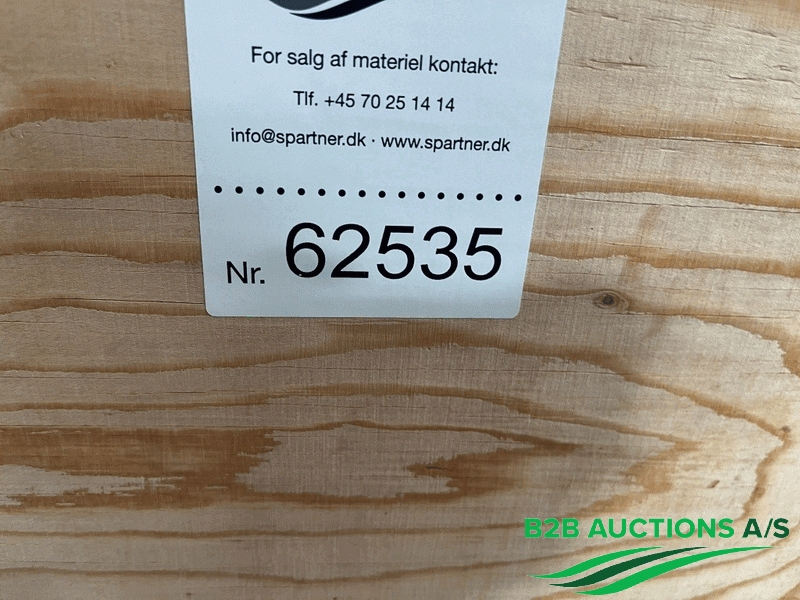 For salg af materiel kontakt:
Tlf. +45 70 25 14 14
info@spartner.dk · www.spartner.dk
Nr. 62535
B2B AUCTIONS A/S